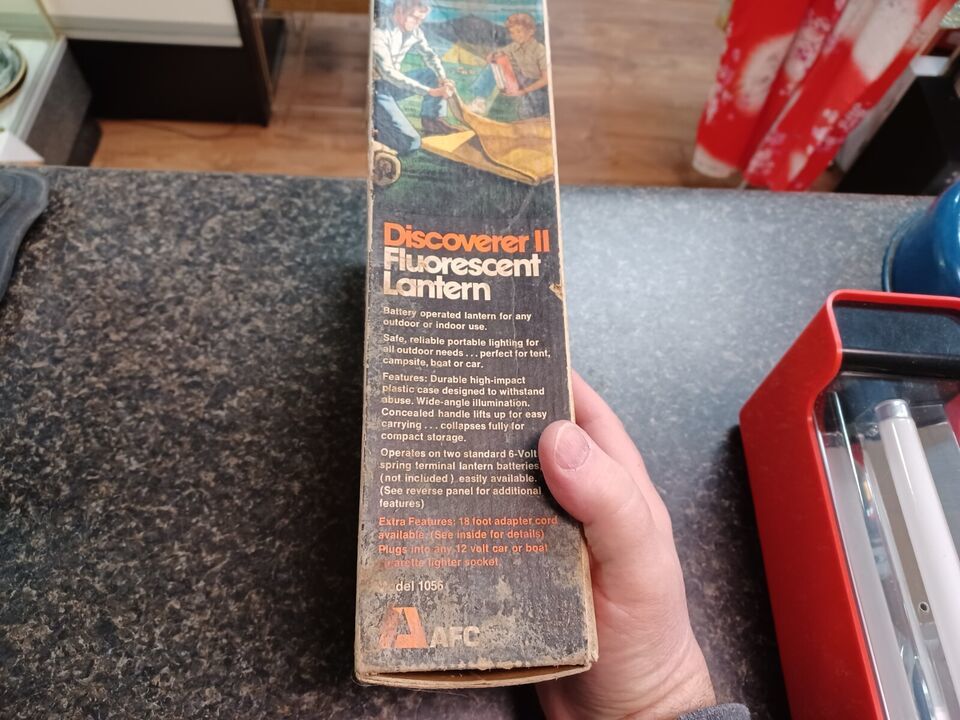 Discoverer II
Fluorescent
Lantern
Battery operated lantern for any
outdoor or indoor use.
Safe, reliable portable lighting for
all outdoor needs . . . perfect for tent,
campsite, boat or car.
Features: Durable high-impact
plastic case designed to withstand
abuse. Wide-angle illumination.
Concealed handle lifts up for easy
carrying . . . collapses fully for
compact storage.
Operates on two standard 6-Volt
spring terminal lantern batteries,
(not included) easily available.
(See reverse panel for additional
features)
Extra Features: 18 foot adapter cord
available. (See inside for details)
Plugs into any 12 volt car or boat
lighter socket.
1056
AFC